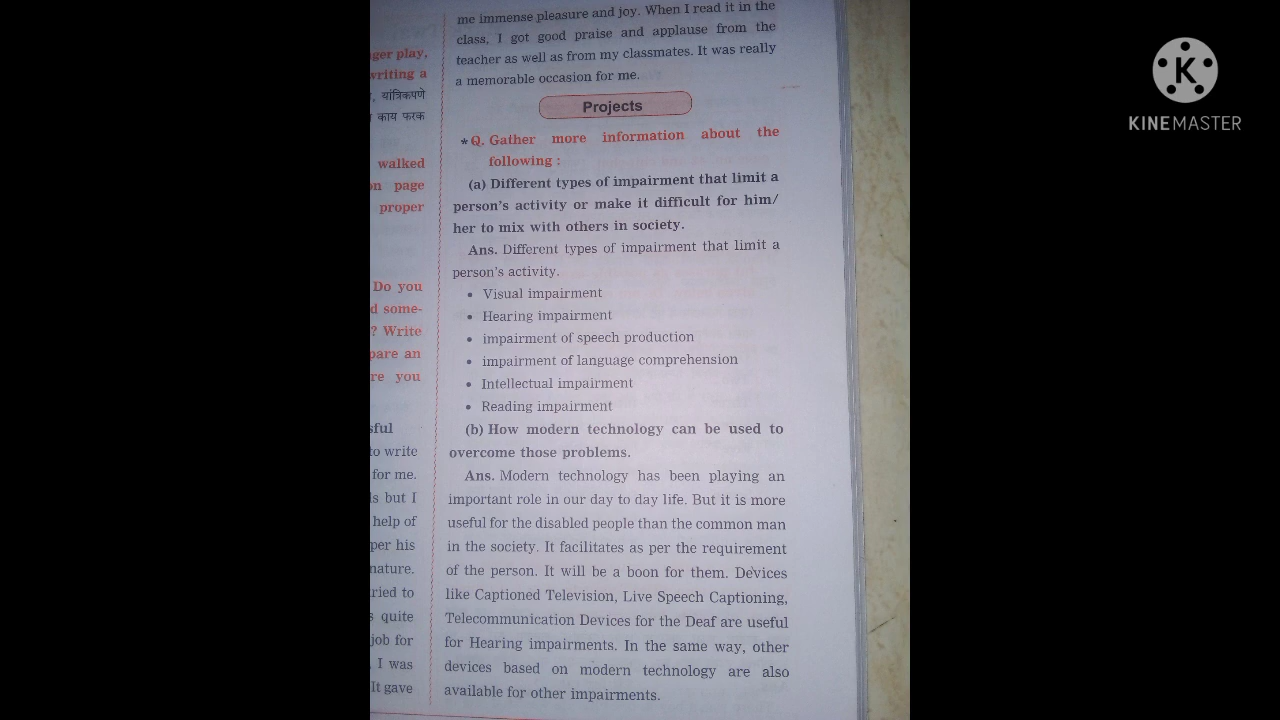 ger play,
writing a
, यांत्रिकपणे
काय फरक
walked
on page
proper
Do you
d some-
? Write
pare an
re you
sful
to write
for me.
ls but I
help of
per his
nature.
ried to
s quite
job for
, I was
It gave
me immense pleasure and joy. When I read it in the
class, I got good praise and applause from the
teacher as well as from my classmates. It was really
a memorable occasion for me.
Projects
*Q. Gather more information about the
following :
(a) Different types of impairment that limit a
person's activity or make it difficult for him/
her to mix with others in society.
Ans. Different types of impairment that limit a
person's activity.
• Visual impairment
• Hearing impairment
• impairment of speech production
• impairment of language comprehension
• Intellectual impairment
• Reading impairment
(b) How modern technology can be used to
overcome those problems.
Ans. Modern technology has been playing an
important role in our day to day life. But it is more
useful for the disabled people than the common man
in the society. It facilitates as per the requirement
of the person. It will be a boon for them. Devices
like Captioned Television, Live Speech Captioning,
Telecommunication Devices for the Deaf are useful
for Hearing impairments. In the same way, other
devices based on modern technology are also
available for other impairments.
K
KINEMASTER